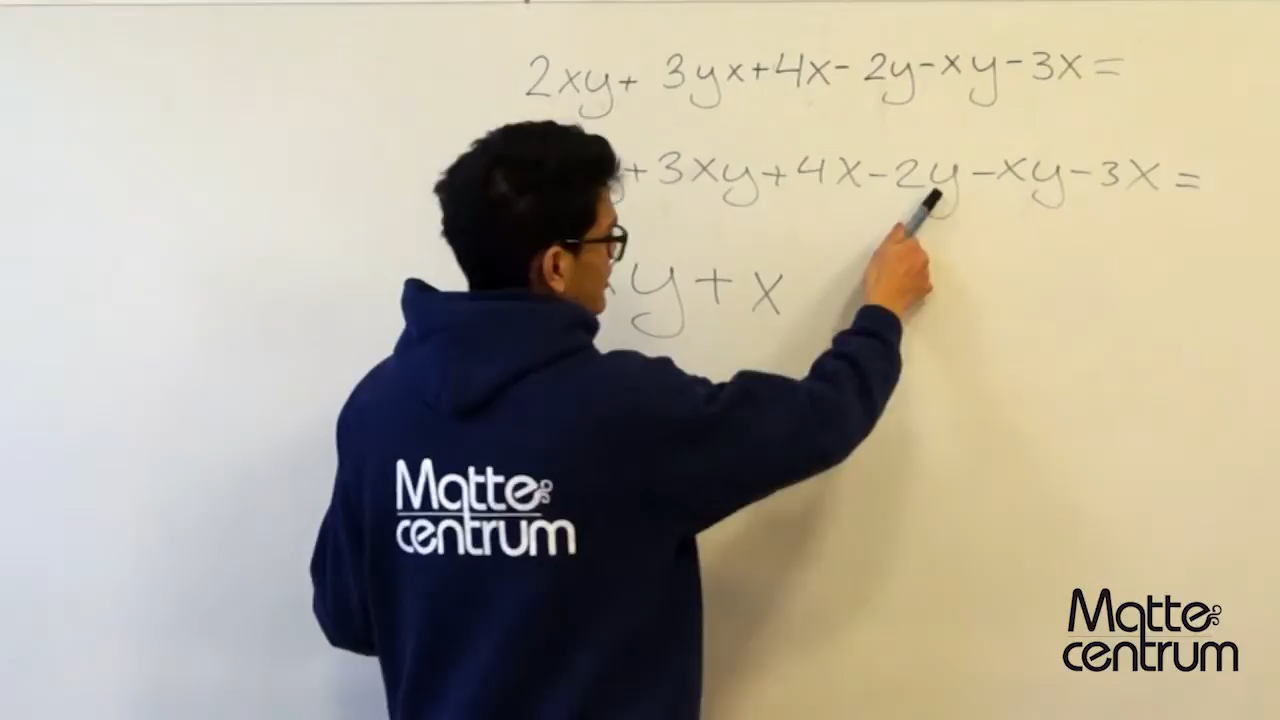 2xy+ 3yx+4x- 2y-xy-3x=
+3xy+4x-2y-xy-3x=
y+x
Matte
centrum
Matte
centrum